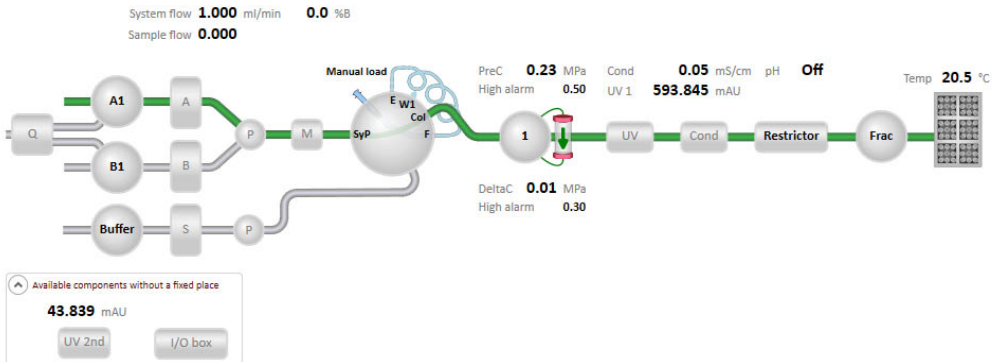 System flow 1.000 ml/min 0.0 %B
Sample flow 0.000
Manual load
PreC 0.23 MPa
High alarm 0.50
Cond 0.05 mS/cm pH Off
UV 1 593.845 mAU
Temp 20.5 °C
E
W1
Col
F
SyP
A1
A
Q
P
M
B1
B
1
UV
Cond
Restrictor
Frac
DeltaC 0.01 MPa
High alarm 0.30
Buffer
S
P
Available components without a fixed place
43.839 mAU
UV 2nd
I/O box